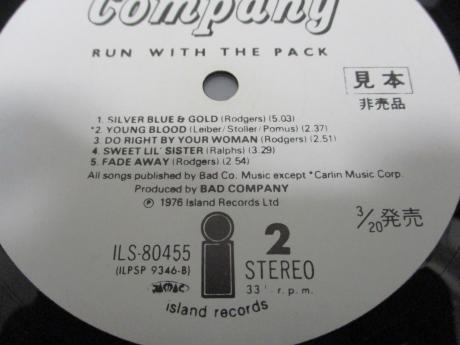 Company
RUN WITH THE PACK
見本
非売品
1. SILVER BLUE & GOLD (Rodgers) (5.03)
*2. YOUNG BLOOD (Leiber/Stoller/Pomus) (2.37)
3. DO RIGHT BY YOUR WOMAN (Rodgers) (2.51)
4. SWEET LIL' SISTER (Ralphs) (3.29)
5. FADE AWAY (Rodgers) (2.54)
All songs published by Bad Co. Music except *Carlin Music Corp.
Produced by BAD COMPANY
Ⓟ 1976 Island Records Ltd
3/20発売
ILS-80455
(ILPSP 9346-B)
i
2
STEREO
33 r.p.m.
island records